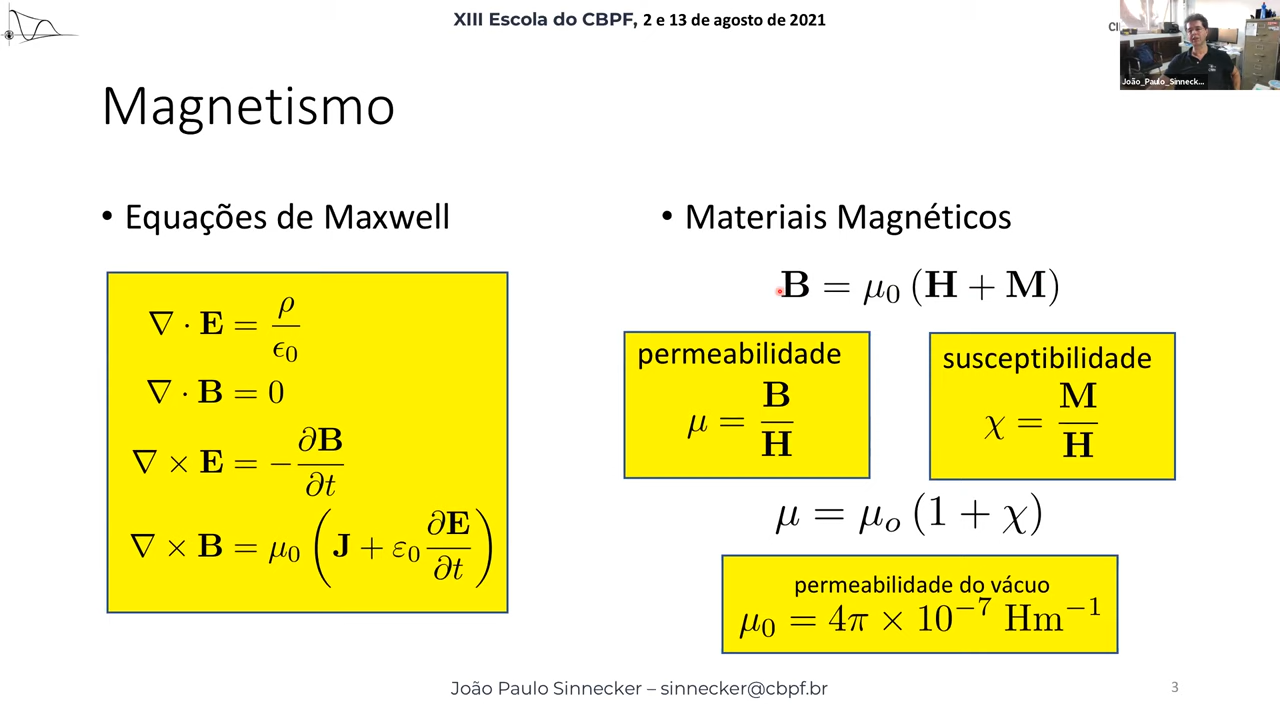 XIII Escola do CBPF, 2 e 13 de agosto de 2021
João_Paulo_Sinneck...
Magnetismo
• Equações de Maxwell
∇ · E = ρ/ϵ₀
∇ · B = 0
∇ × E = −∂B/∂t
∇ × B = μ₀ (J + ε₀ ∂E/∂t)
• Materiais Magnéticos
B = μ₀ (H + M)
permeabilidade
μ = B/H
susceptibilidade
χ = M/H
μ = μₒ (1 + χ)
permeabilidade do vácuo
μ₀ = 4π × 10⁻⁷ Hm⁻¹
João Paulo Sinnecker – sinnecker@cbpf.br
3